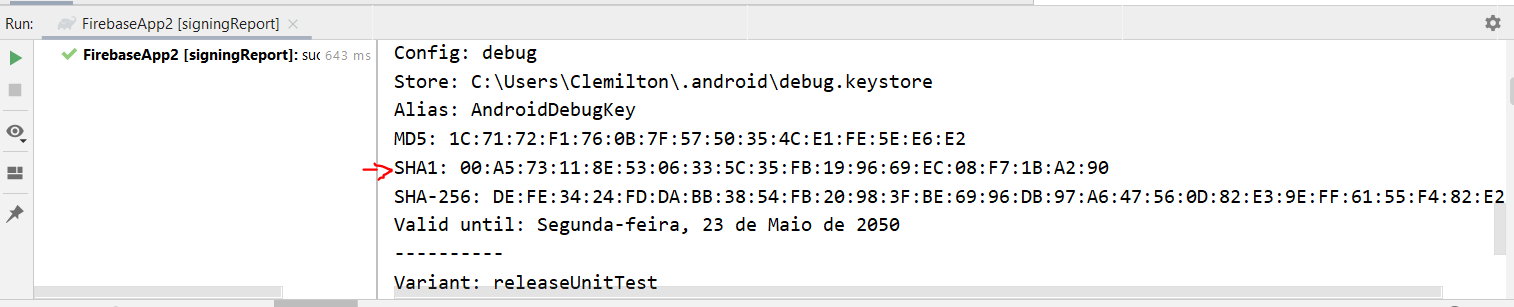 Run: FirebaseApp2 [signingReport]
FirebaseApp2 [signingReport]: suc 643 ms
Config: debug
Store: C:\Users\Clemilton\.android\debug.keystore
Alias: AndroidDebugKey
MD5: 1C:71:72:F1:76:0B:7F:57:50:35:4C:E1:FE:5E:E6:E2
SHA1: 00:A5:73:11:8E:53:06:33:5C:35:FB:19:96:69:EC:08:F7:1B:A2:90
SHA-256: DE:FE:34:24:FD:DA:BB:38:54:FB:20:98:3F:BE:69:96:DB:97:A6:47:56:0D:82:E3:9E:FF:61:55:F4:82:E2
Valid until: Segunda-feira, 23 de Maio de 2050
----------
Variant: releaseUnitTest